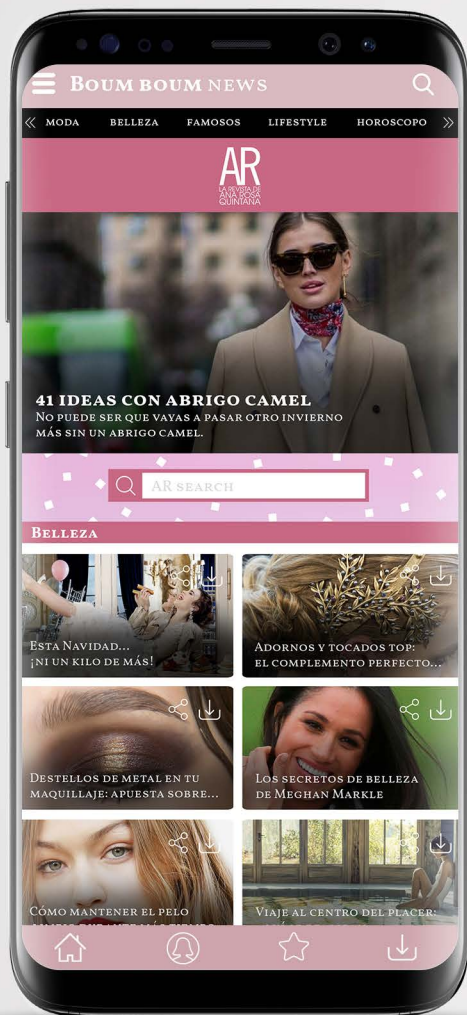 BOUM BOUM NEWS
« MODA BELLEZA FAMOSOS LIFESTYLE HOROSCOPO »
AR
LA REVISTA DE
ANA ROSA
QUINTANA
41 IDEAS CON ABRIGO CAMEL
NO PUEDE SER QUE VAYAS A PASAR OTRO INVIERNO
MÁS SIN UN ABRIGO CAMEL.
AR SEARCH
BELLEZA
ESTA NAVIDAD...
¡NI UN KILO DE MÁS!
ADORNOS Y TOCADOS TOP:
EL COMPLEMENTO PERFECTO...
DESTELLOS DE METAL EN TU
MAQUILLAJE: APUESTA SOBRE...
LOS SECRETOS DE BELLEZA
DE MEGHAN MARKLE
CÓMO MANTENER EL PELO
VIAJE AL CENTRO DEL PLACER: